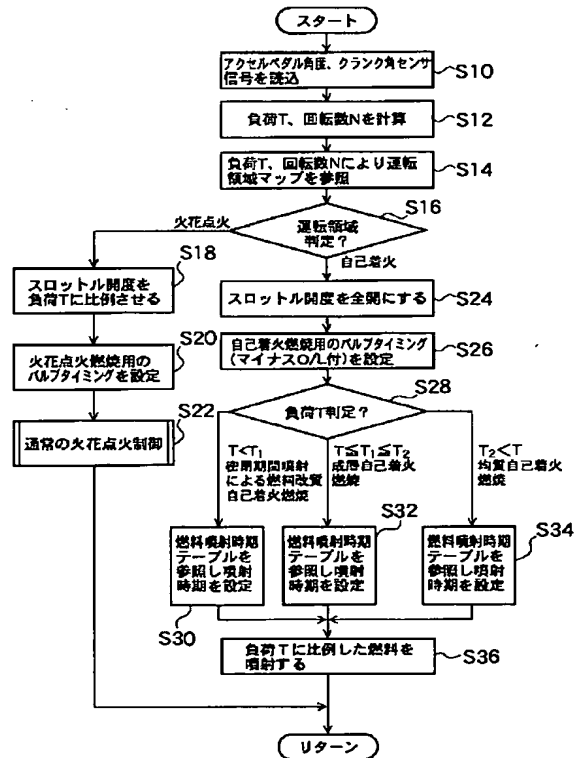 スタート
アクセルペダル角度、クランク角センサ
信号を読込
S10
負荷T、回転数Nを計算
S12
負荷T、回転数Nにより運転
領域マップを参照
S14
S16
運転領域
判定?
火花点火
自己着火
S18
スロットル開度を
負荷Tに比例させる
スロットル開度を全開にする
S24
S20
火花点火燃焼用の
バルブタイミングを設定
自己着火燃焼用のバルブタイミング
(マイナスO/L付)を設定
S26
S22
通常の火花点火制御
S28
負荷T判定?
T<T₁
密閉期間噴射
による燃料改質
自己着火燃焼
T≦T₁≦T₂
成層自己着火
燃焼
T₂<T
均質自己着火
燃焼
燃料噴射時期
テーブルを
参照し噴射
時期を設定
S30
S32
燃料噴射時期
テーブルを
参照し噴射
時期を設定
S34
燃料噴射時期
テーブルを
参照し噴射
時期を設定
負荷Tに比例した燃料を
噴射する
S36
リターン